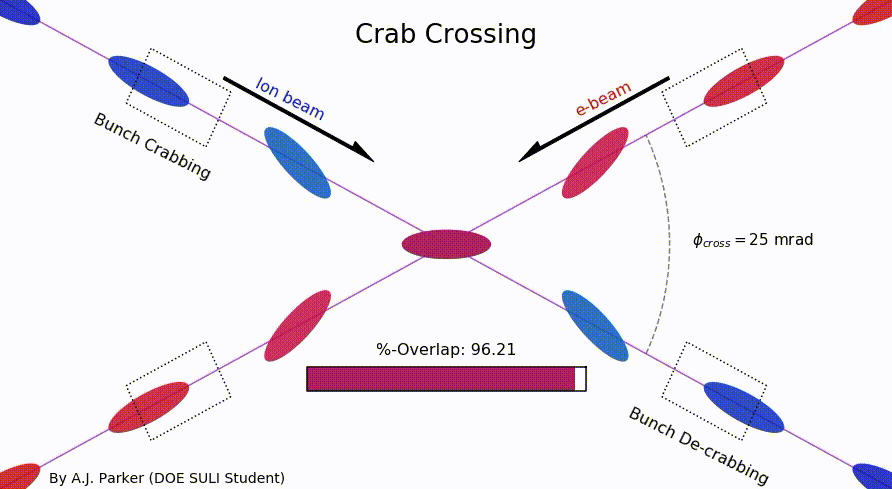 Crab Crossing
Ion beam
e-beam
Bunch Crabbing
ϕcross = 25 mrad
%-Overlap: 96.21
Bunch De-crabbing
By A.J. Parker (DOE SULI Student)